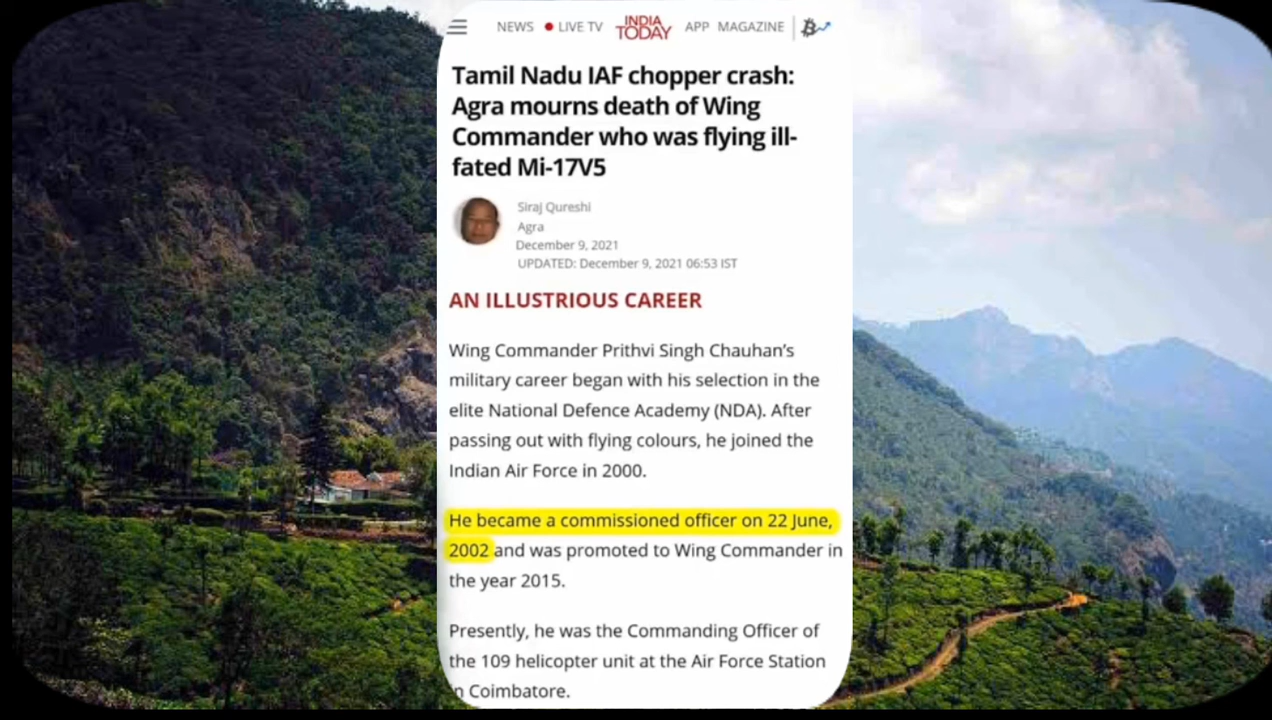 NEWS LIVE TV INDIA TODAY APP MAGAZINE
Tamil Nadu IAF chopper crash:
Agra mourns death of Wing
Commander who was flying ill-
fated Mi-17V5
Siraj Qureshi
Agra
December 9, 2021
UPDATED: December 9, 2021 06:53 IST
AN ILLUSTRIOUS CAREER
Wing Commander Prithvi Singh Chauhan's
military career began with his selection in the
elite National Defence Academy (NDA). After
passing out with flying colours, he joined the
Indian Air Force in 2000.
He became a commissioned officer on 22 June,
2002 and was promoted to Wing Commander in
the year 2015.
Presently, he was the Commanding Officer of
the 109 helicopter unit at the Air Force Station
in Coimbatore.